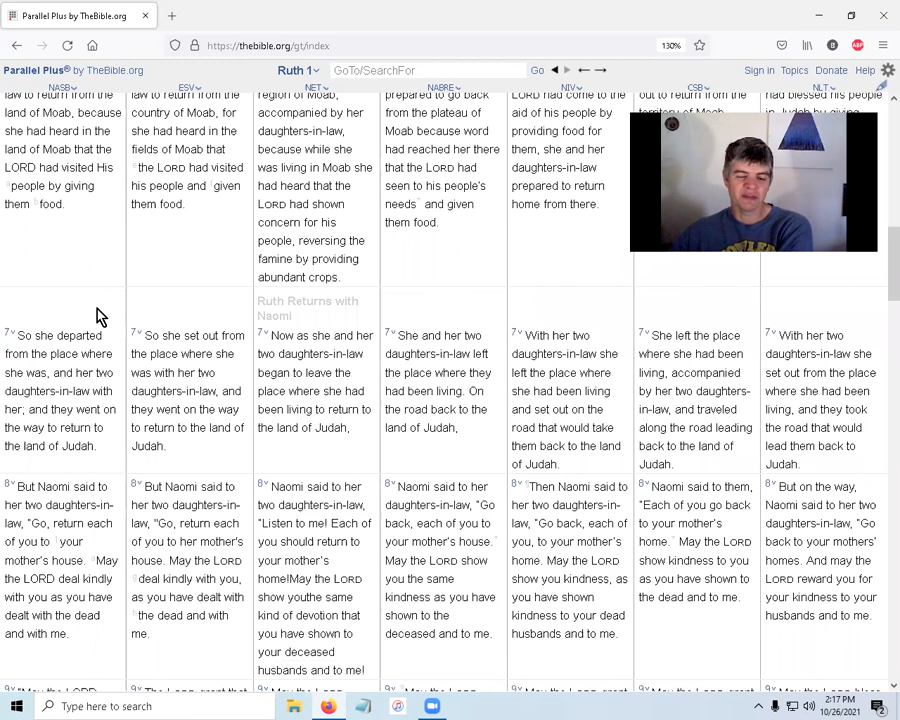 Parallel Plus by TheBible.org
https://thebible.org/gt/index
130%
Parallel Plus® by TheBible.org
Ruth 1
GoTo/SearchFor
Go
Sign in Topics Donate Help
NASB
ESV
NET
NABRE
NIV
CSB
NLT
law to return from the
land of Moab, because
she had heard in the
land of Moab that the
LORD had visited His
people by giving
them food.
law to return from the
country of Moab, for
she had heard in the
fields of Moab that
the LORD had visited
his people and given
them food.
region of Moab,
accompanied by her
daughters-in-law,
because while she
was living in Moab she
had heard that the
LORD had shown
concern for his
people, reversing the
famine by providing
abundant crops.
prepared to go back
from the plateau of
Moab because word
had reached her there
that the LORD had
seen to his people's
needs and given
them food.
LORD had come to the
aid of his people by
providing food for
them, she and her
daughters-in-law
prepared to return
home from there.
territory of Moab
had blessed his people
in Judah by giving
Ruth Returns with
Naomi
7 v So she departed
from the place where
she was, and her two
daughters-in-law with
her; and they went on
the way to return to
the land of Judah.
7 v So she set out from
the place where she
was with her two
daughters-in-law, and
they went on the way
to return to the land of
Judah.
7 v Now as she and her
two daughters-in-law
began to leave the
place where she had
been living to return to
the land of Judah,
7 v She and her two
daughters-in-law left
the place where they
had been living. On
the road back to the
land of Judah,
7 v With her two
daughters-in-law she
left the place where
she had been living
and set out on the
road that would take
them back to the land
of Judah.
7 v She left the place
where she had been
living, accompanied
by her two daughters-
in-law, and traveled
along the road leading
back to the land of
Judah.
7 v With her two
daughters-in-law she
set out from the place
where she had been
living, and they took
the road that would
lead them back to
Judah.
8 v But Naomi said to
her two daughters-in-
law, "Go, return each
of you to your
mother's house. May
the LORD deal kindly
with you as you have
dealt with the dead
and with me.
8 v But Naomi said to
her two daughters-in-
law, "Go, return each
of you to her mother's
house. May the LORD
deal kindly with you,
as you have dealt with
the dead and with
me.
8 v Naomi said to her
two daughters-in-law,
"Listen to me! Each of
you should return to
your mother's
home!May the LORD
show youthe same
kind of devotion that
you have shown to
your deceased
husbands and to me!
8 v Naomi said to her
daughters-in-law, "Go
back, each of you to
your mother's house.
May the LORD show
you the same
kindness as you have
shown to the
deceased and to me.
8 v Then Naomi said to
her two daughters-in-
law, "Go back, each of
you, to your mother's
home. May the LORD
show you kindness, as
you have shown
kindness to your dead
husbands and to me.
8 v Naomi said to them,
"Each of you go back
to your mother's
home. May the LORD
show kindness to you
as you have shown to
the dead and to me.
8 v But on the way,
Naomi said to her two
daughters-in-law, "Go
back to your mothers'
homes. And may the
LORD reward you for
your kindness to your
husbands and to me.
Type here to search
2:17 PM
10/26/2021
2